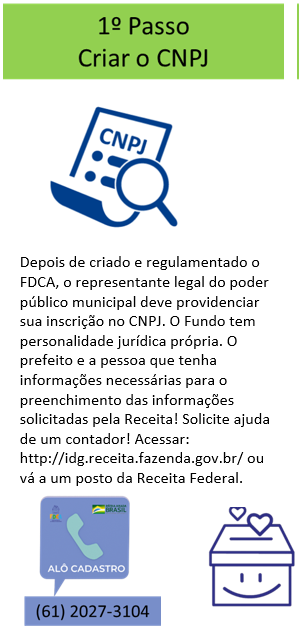 1º Passo
Criar o CNPJ
CNPJ
Depois de criado e regulamentado o
FDCA, o representante legal do poder
público municipal deve providenciar
sua inscrição no CNPJ. O Fundo tem
personalidade jurídica própria. O
prefeito e a pessoa que tenha
informações necessárias para o
preenchimento das informações
solicitadas pela Receita! Solicite ajuda
de um contador! Acessar:
http://idg.receita.fazenda.gov.br/ ou
vá a um posto da Receita Federal.
BRASIL
ALÔ CADASTRO
(61) 2027-3104